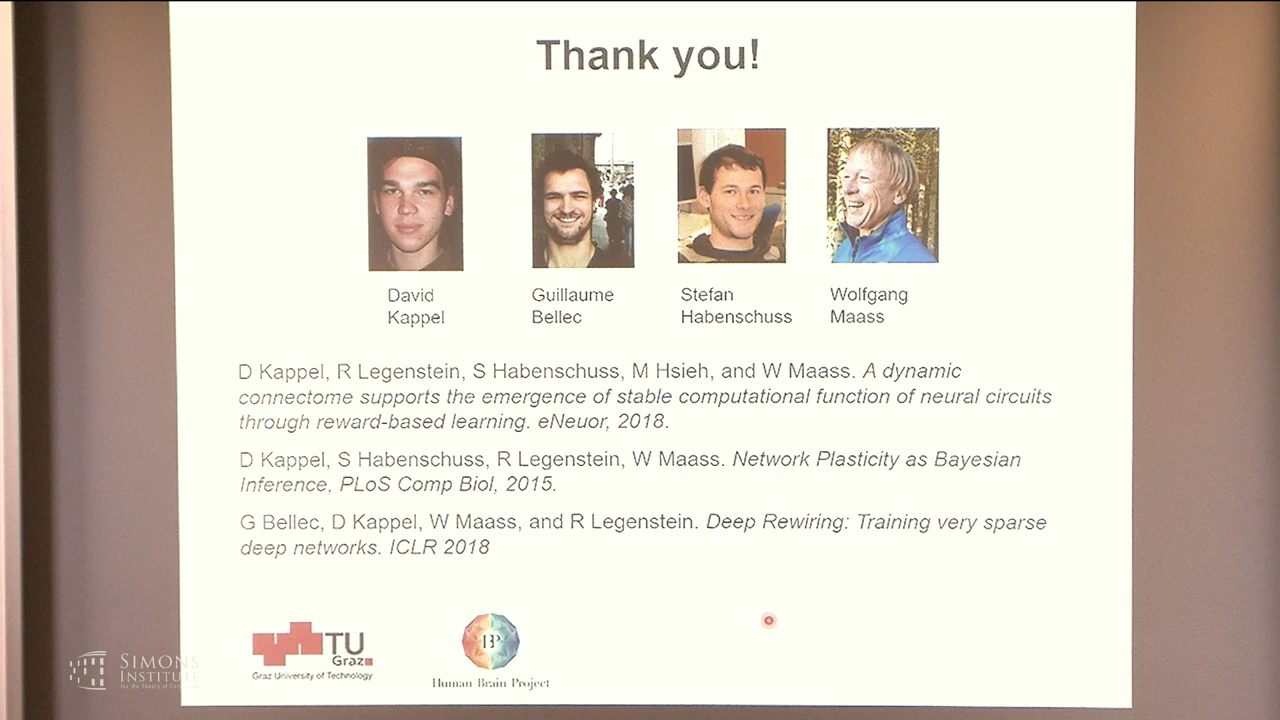 Thank you!
David
Kappel
Guillaume
Bellec
Stefan
Habenschuss
Wolfgang
Maass
D Kappel, R Legenstein, S Habenschuss, M Hsieh, and W Maass. A dynamic
connectome supports the emergence of stable computational function of neural circuits
through reward-based learning. eNeuor, 2018.
D Kappel, S Habenschuss, R Legenstein, W Maass. Network Plasticity as Bayesian
Inference, PLoS Comp Biol, 2015.
G Bellec, D Kappel, W Maass, and R Legenstein. Deep Rewiring: Training very sparse
deep networks. ICLR 2018
TU
Graz
Graz University of Technology
Human Brain Project
SIMONS
INSTITUTE